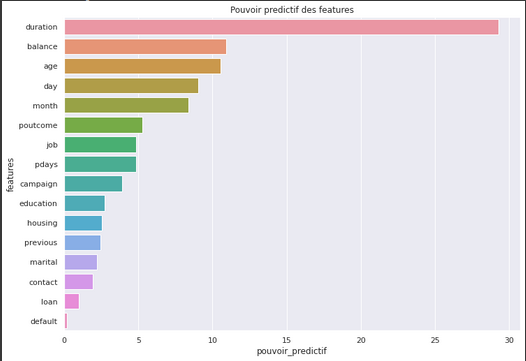 Pouvoir predictif des features
duration
balance
age
day
month
poutcome
job
pdays
campaign
education
housing
previous
marital
contact
loan
default
features
0 5 10 15 20 25 30
pouvoir_predictif